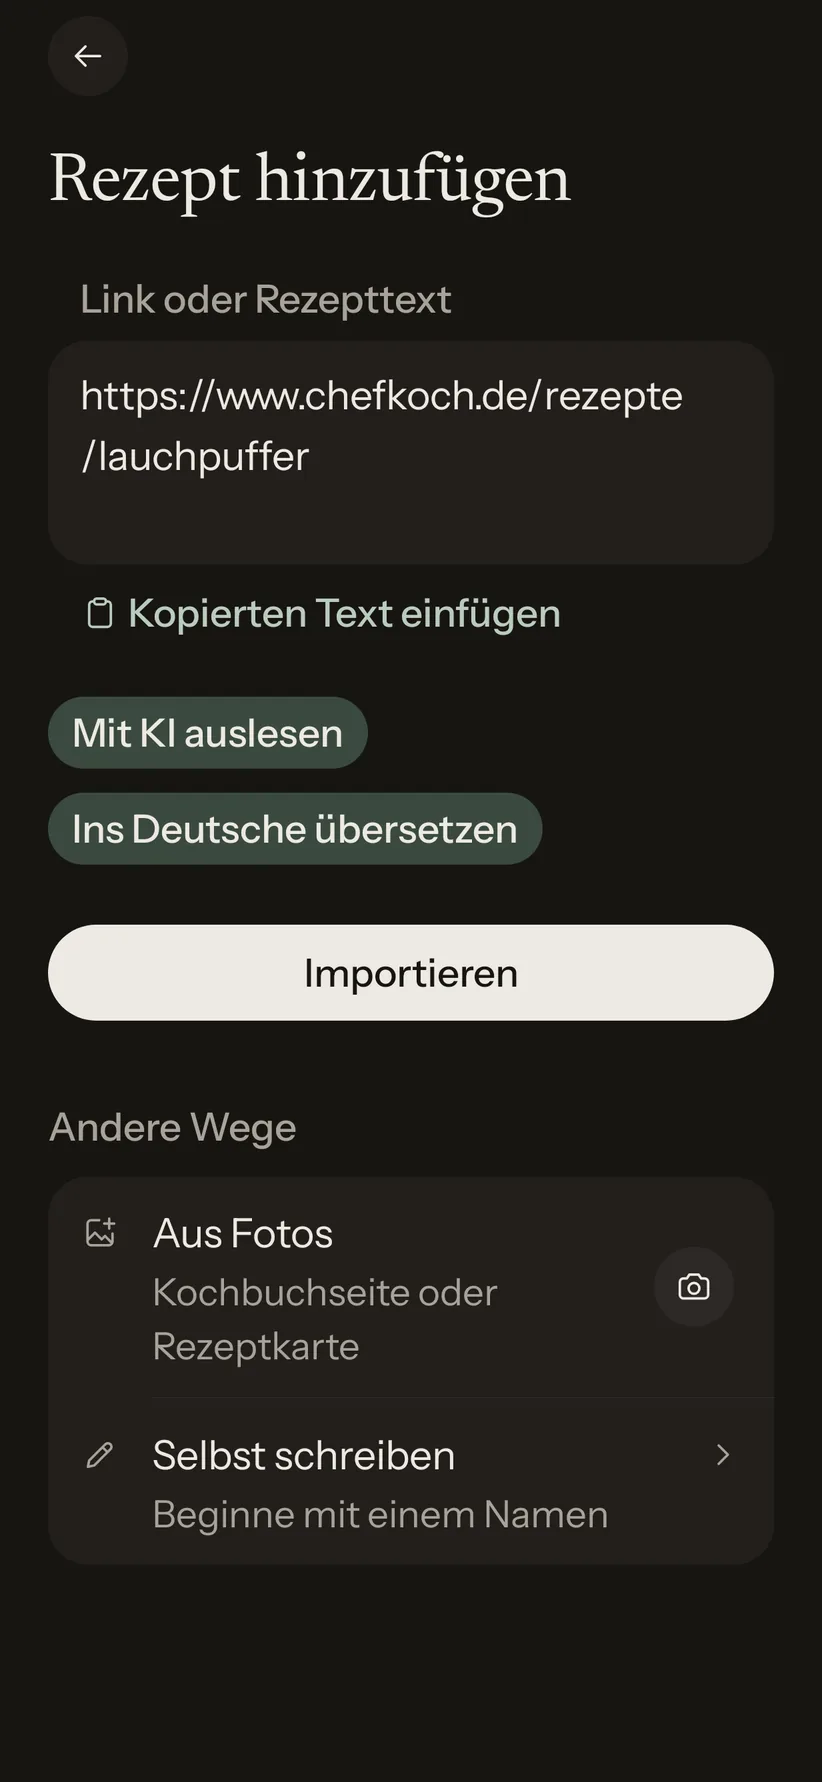 Rezept hinzufügen
Link oder Rezepttext
https://www.chefkoch.de/rezepte
/lauchpuffer
Kopierten Text einfügen
Mit KI auslesen
Ins Deutsche übersetzen
Importieren
Andere Wege
Aus Fotos
Kochbuchseite oder
Rezeptkarte
Selbst schreiben
Beginne mit einem Namen